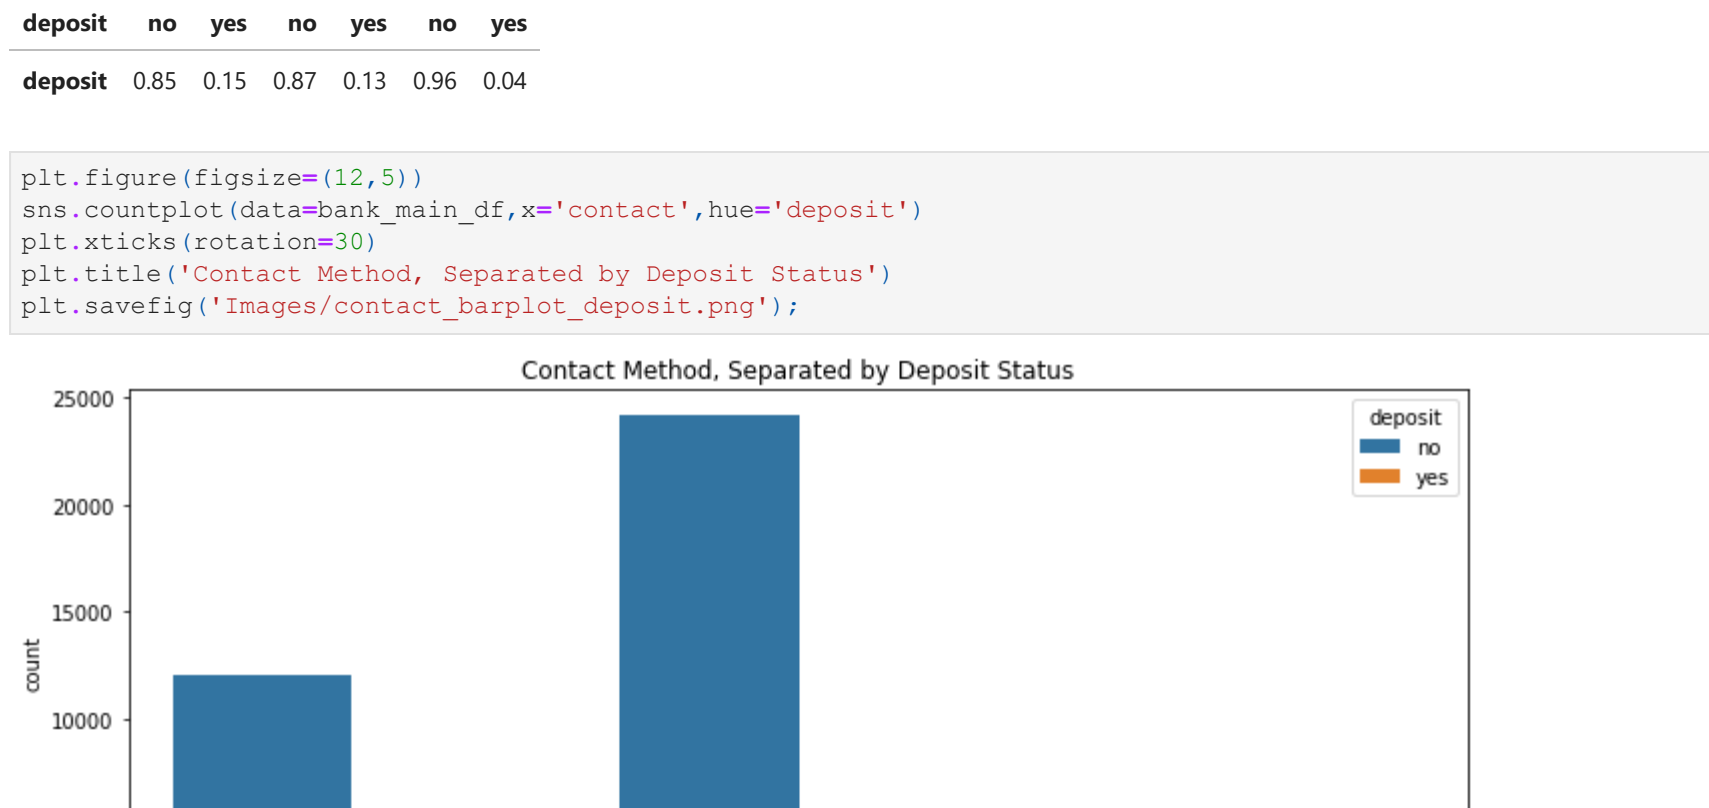 deposit no yes no yes no yes
deposit 0.85 0.15 0.87 0.13 0.96 0.04
plt.figure(figsize=(12,5))
sns.countplot(data=bank_main_df,x='contact',hue='deposit')
plt.xticks(rotation=30)
plt.title('Contact Method, Separated by Deposit Status')
plt.savefig('Images/contact_barplot_deposit.png');
Contact Method, Separated by Deposit Status
25000
20000
15000
10000
count
deposit
no
yes